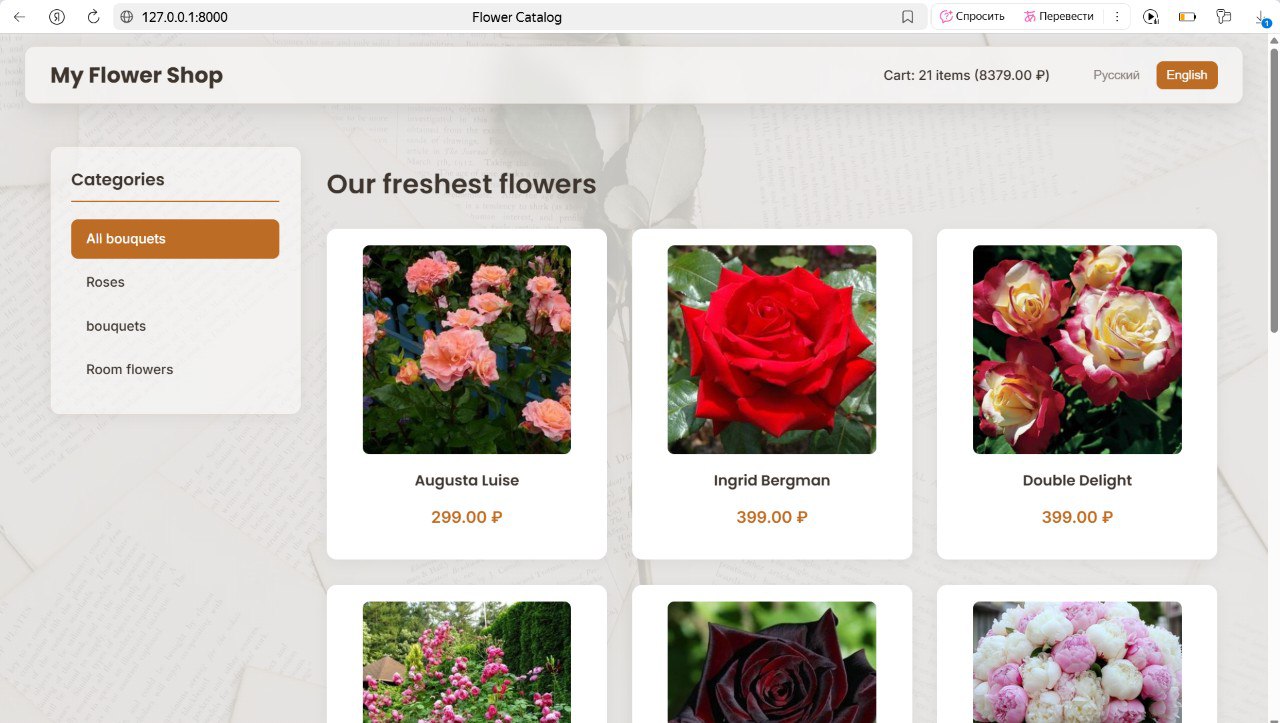 127.0.0.1:8000
Flower Catalog
Спросить
Перевести
1
My Flower Shop
Cart: 21 items (8379.00 ₽)
Русский
English
Categories
All bouquets
Roses
bouquets
Room flowers
Our freshest flowers
Augusta Luise
299.00 ₽
Ingrid Bergman
399.00 ₽
Double Delight
399.00 ₽